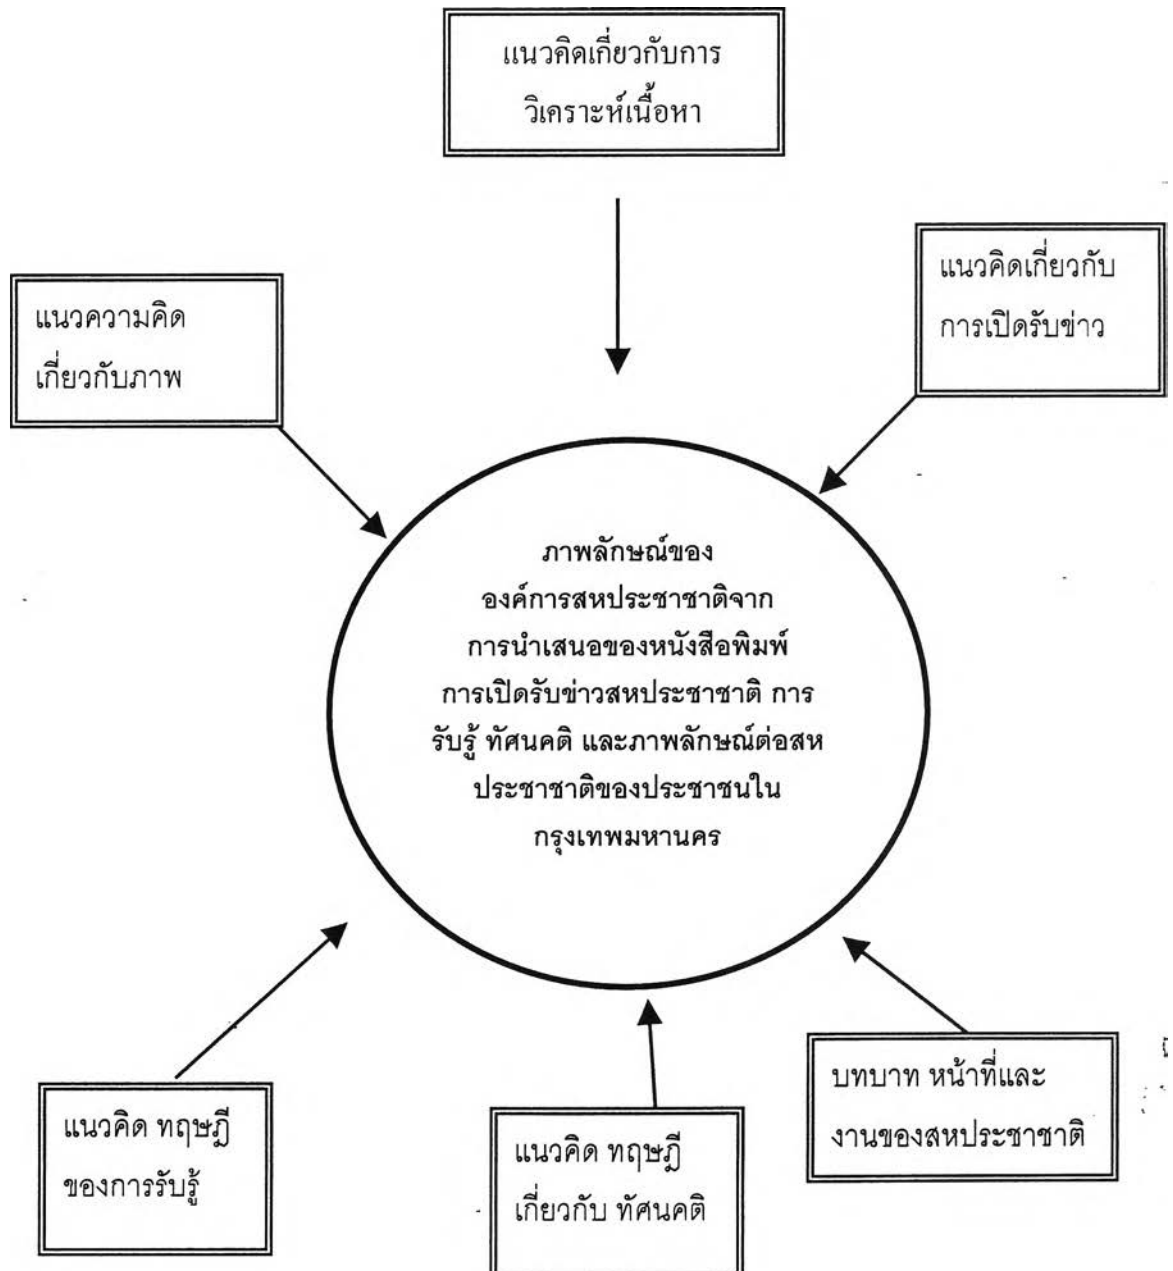 แนวคิดเกี่ยวกับการ
วิเคราะห์เนื้อหา
แนวคิดเกี่ยวกับ
การเปิดรับข่าว
แนวความคิด
เกี่ยวกับภาพ
ภาพลักษณ์ของ
องค์การสหประชาชาติจาก
การนำเสนอของหนังสือพิมพ์
การเปิดรับข่าวสหประชาชาติ การ
รับรู้ ทัศนคติ และภาพลักษณ์ต่อสห
ประชาชาติของประชาชนใน
กรุงเทพมหานคร
บทบาท หน้าที่และ
งานของสหประชาชาติ
แนวคิด ทฤษฎี
ของการรับรู้
แนวคิด ทฤษฎี
เกี่ยวกับ ทัศนคติ